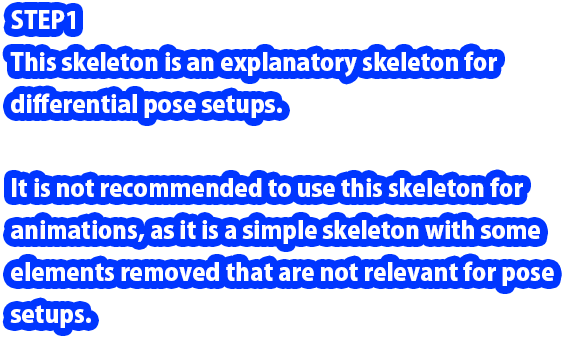 STEP1
This skeleton is an explanatory skeleton for
differential pose setups.
It is not recommended to use this skeleton for
animations, as it is a simple skeleton with some
elements removed that are not relevant for pose
setups.